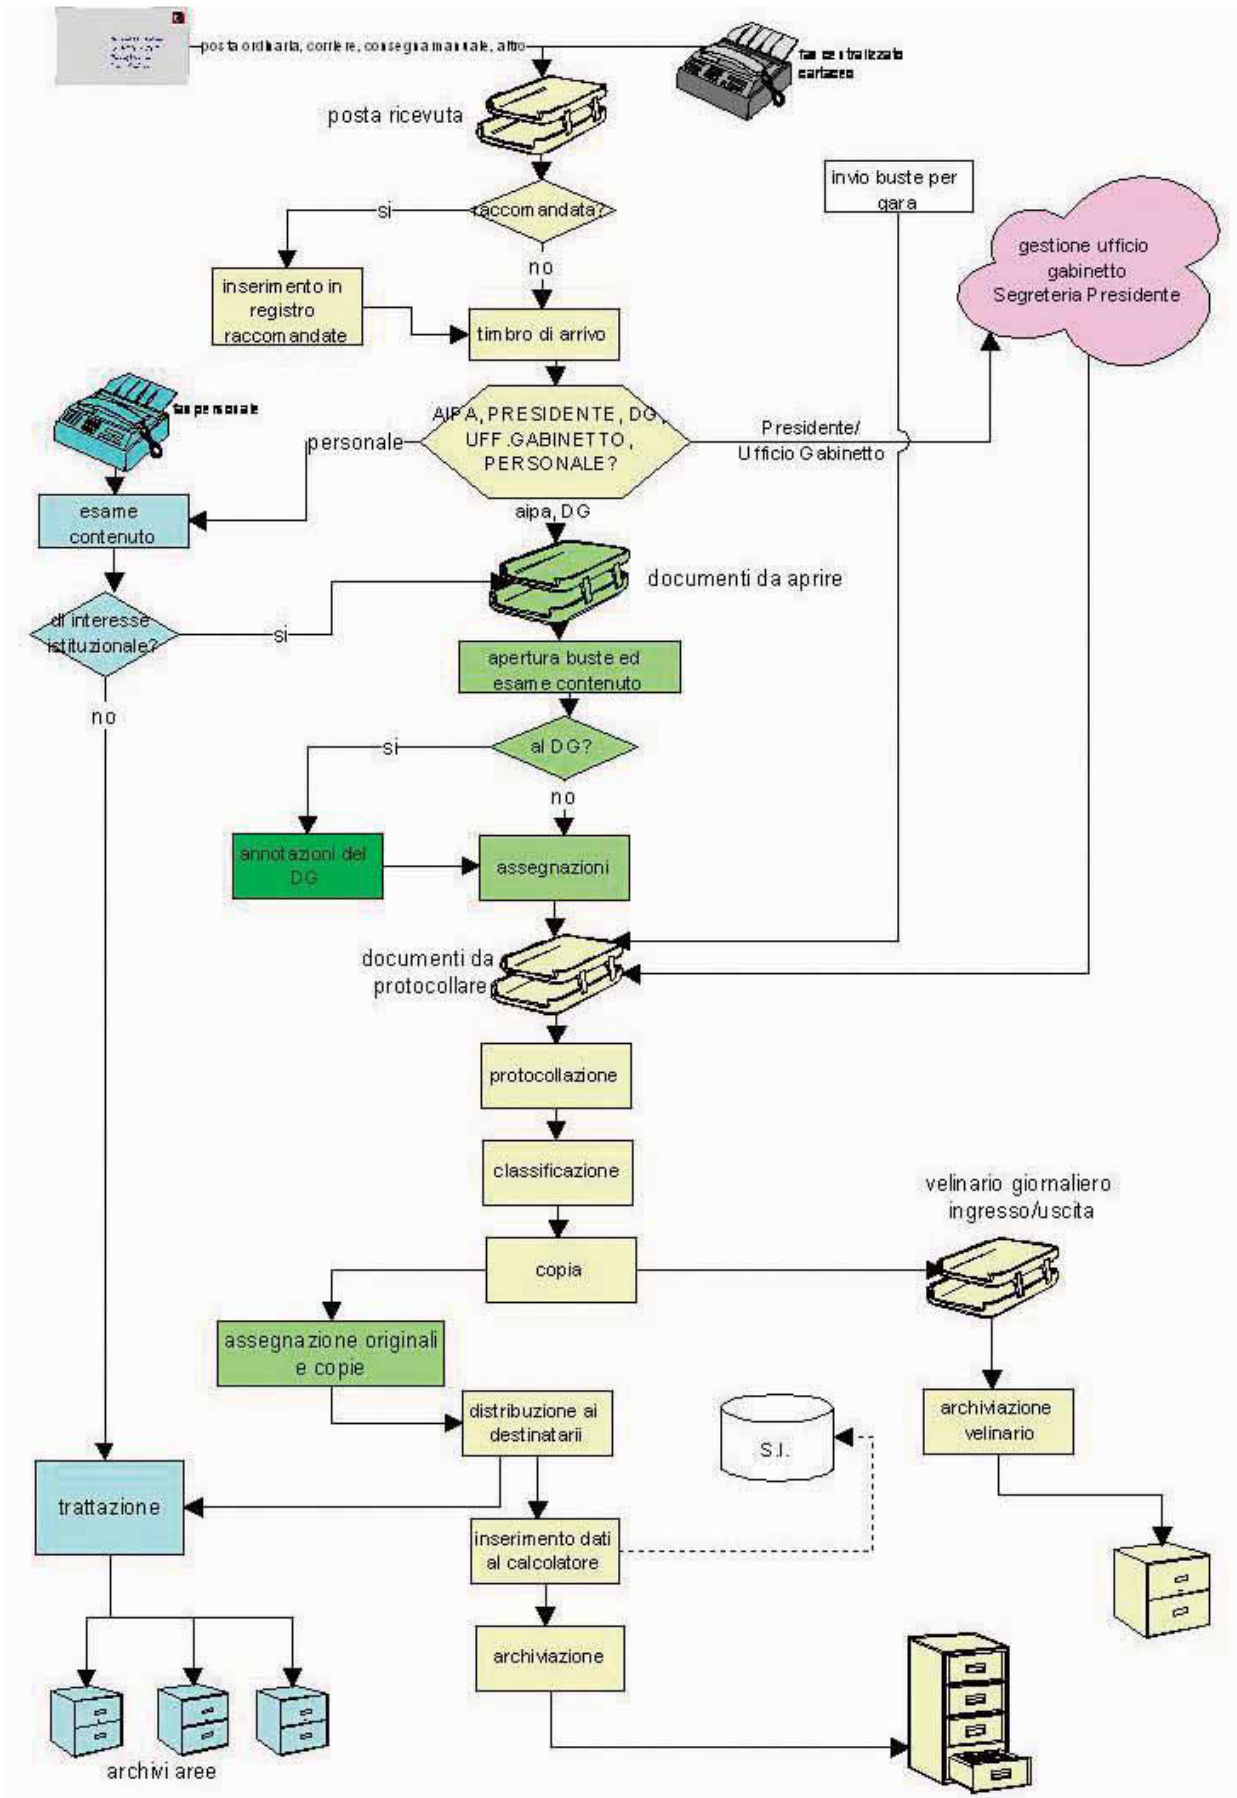 posta ordinaria, corriere, consegna manuale, altro
fax centralizzato
cartaceo
posta ricevuta
invio buste per
gara
raccomandata?
si
no
gestione ufficio
gabinetto
Segreteria Presidente
inserimento in
registro
raccomandate
timbro di arrivo
fax personale
AIPA, PRESIDENTE, DG,
UFF.GABINETTO,
PERSONALE?
personale
Presidente/
Ufficio Gabinetto
aipa, DG
esame
contenuto
documenti da aprire
di interesse
istituzionale?
si
no
apertura buste ed
esame contenuto
al DG?
si
no
annotazioni del
DG
assegnazioni
documenti da
protocollare
protocollazione
classificazione
velinario giornaliero
ingresso/uscita
copia
assegnazione originali
e copie
distribuzione ai
destinatarii
archiviazione
velinario
S.I.
trattazione
inserimento dati
al calcolatore
archiviazione
archivi aree